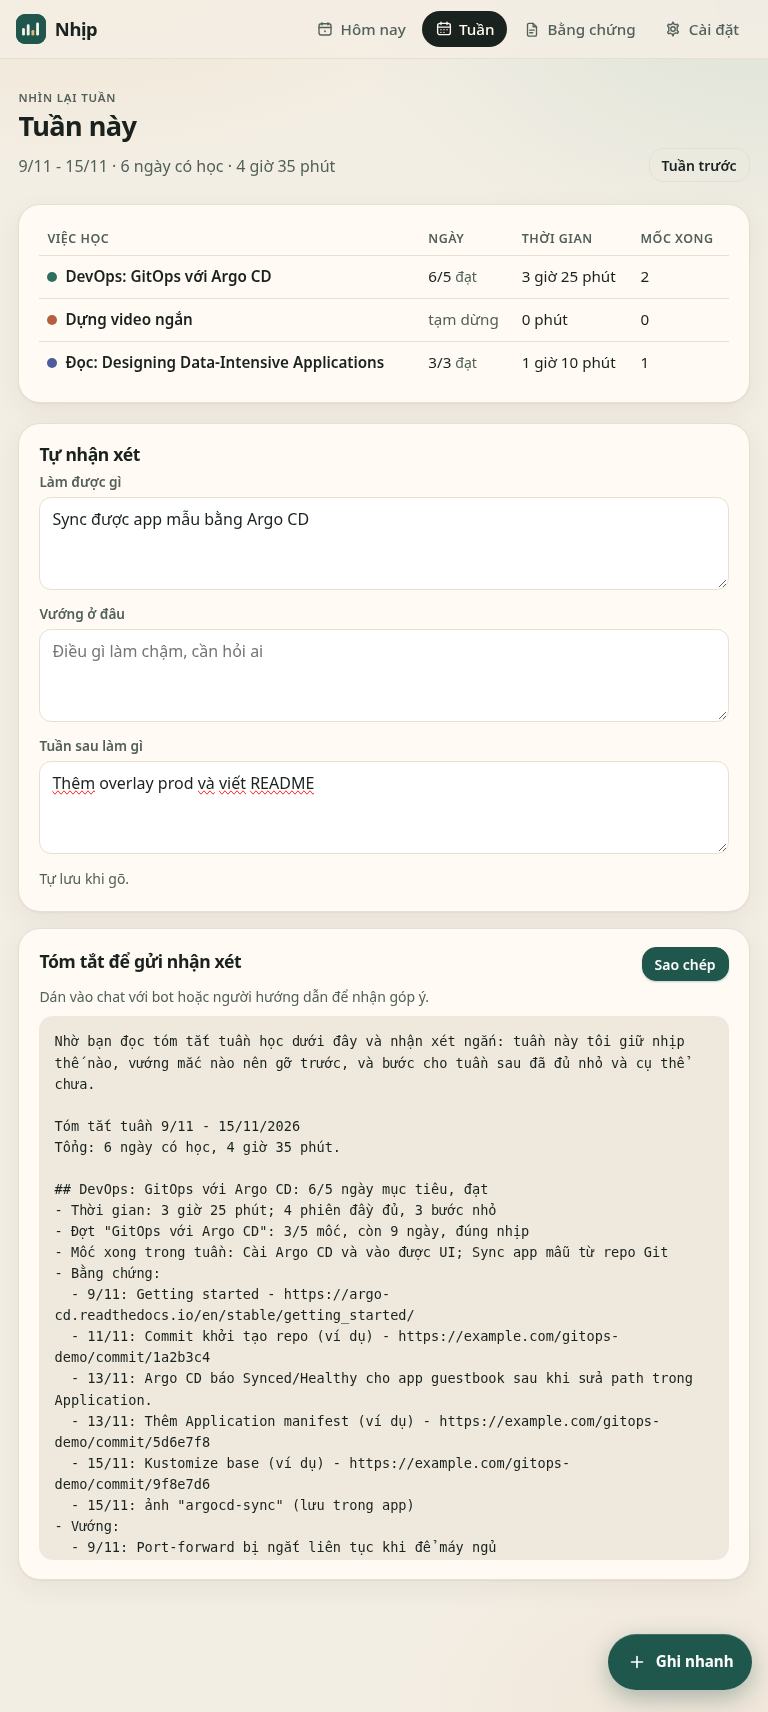 Nhịp
Hôm nay
Tuần
Bằng chứng
Cài đặt
NHÌN LẠI TUẦN
Tuần này
9/11 - 15/11 · 6 ngày có học · 4 giờ 35 phút
Tuần trước
VIỆC HỌC NGÀY THỜI GIAN MỐC XONG
DevOps: GitOps với Argo CD 6/5 đạt 3 giờ 25 phút 2
Dựng video ngắn tạm dừng 0 phút 0
Đọc: Designing Data-Intensive Applications 3/3 đạt 1 giờ 10 phút 1
Tự nhận xét
Làm được gì
Sync được app mẫu bằng Argo CD
Vướng ở đâu
Điều gì làm chậm, cần hỏi ai
Tuần sau làm gì
Thêm overlay prod và viết README
Tự lưu khi gõ.
Tóm tắt để gửi nhận xét
Sao chép
Dán vào chat với bot hoặc người hướng dẫn để nhận góp ý.
Nhờ bạn đọc tóm tắt tuần học dưới đây và nhận xét ngắn: tuần này tôi giữ nhịp
thế nào, vướng mắc nào nên gỡ trước, và bước cho tuần sau đã đủ nhỏ và cụ thể
chưa.
Tóm tắt tuần 9/11 - 15/11/2026
Tổng: 6 ngày có học, 4 giờ 35 phút.
## DevOps: GitOps với Argo CD: 6/5 ngày mục tiêu, đạt
- Thời gian: 3 giờ 25 phút; 4 phiên đầy đủ, 3 bước nhỏ
- Đợt "GitOps với Argo CD": 3/5 mốc, còn 9 ngày, đúng nhịp
- Mốc xong trong tuần: Cài Argo CD và vào được UI; Sync app mẫu từ repo Git
- Bằng chứng:
- 9/11: Getting started - https://argo-
cd.readthedocs.io/en/stable/getting_started/
- 11/11: Commit khởi tạo repo (ví dụ) - https://example.com/gitops-
demo/commit/1a2b3c4
- 13/11: Argo CD báo Synced/Healthy cho app guestbook sau khi sửa path trong
Application.
- 13/11: Thêm Application manifest (ví dụ) - https://example.com/gitops-
demo/commit/5d6e7f8
- 15/11: Kustomize base (ví dụ) - https://example.com/gitops-
demo/commit/9f8e7d6
- 15/11: ảnh "argocd-sync" (lưu trong app)
- Vướng:
- 9/11: Port-forward bị ngắt liên tục khi để máy ngủ
Ghi nhanh